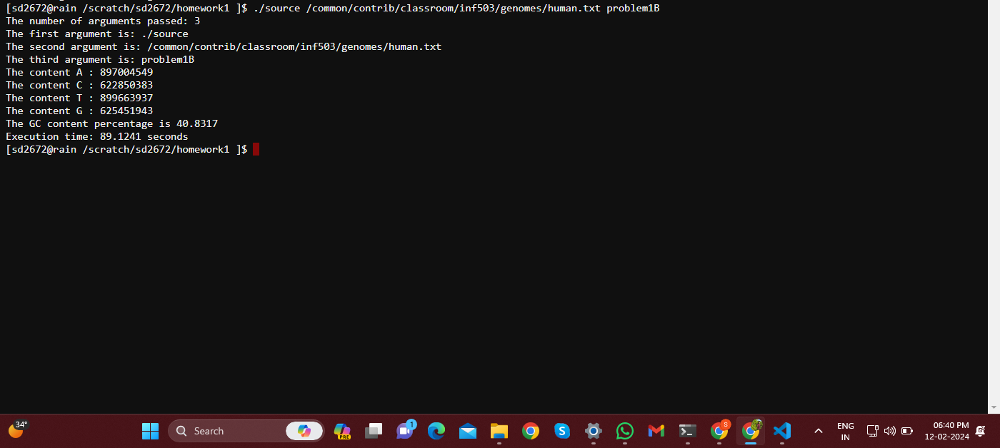 [sd2672@rain /scratch/sd2672/homework1 ]$ ./source /common/contrib/classroom/inf503/genomes/human.txt problem1B
The number of arguments passed: 3
The first argument is: ./source
The second argument is: /common/contrib/classroom/inf503/genomes/human.txt
The third argument is: problem1B
The content A : 897004549
The content C : 622850383
The content T : 899663937
The content G : 625451943
The GC content percentage is 40.8317
Execution time: 89.1241 seconds
[sd2672@rain /scratch/sd2672/homework1 ]$
34°
Search
PRE
1
S
S
ENG
IN
06:40 PM
12-02-2024